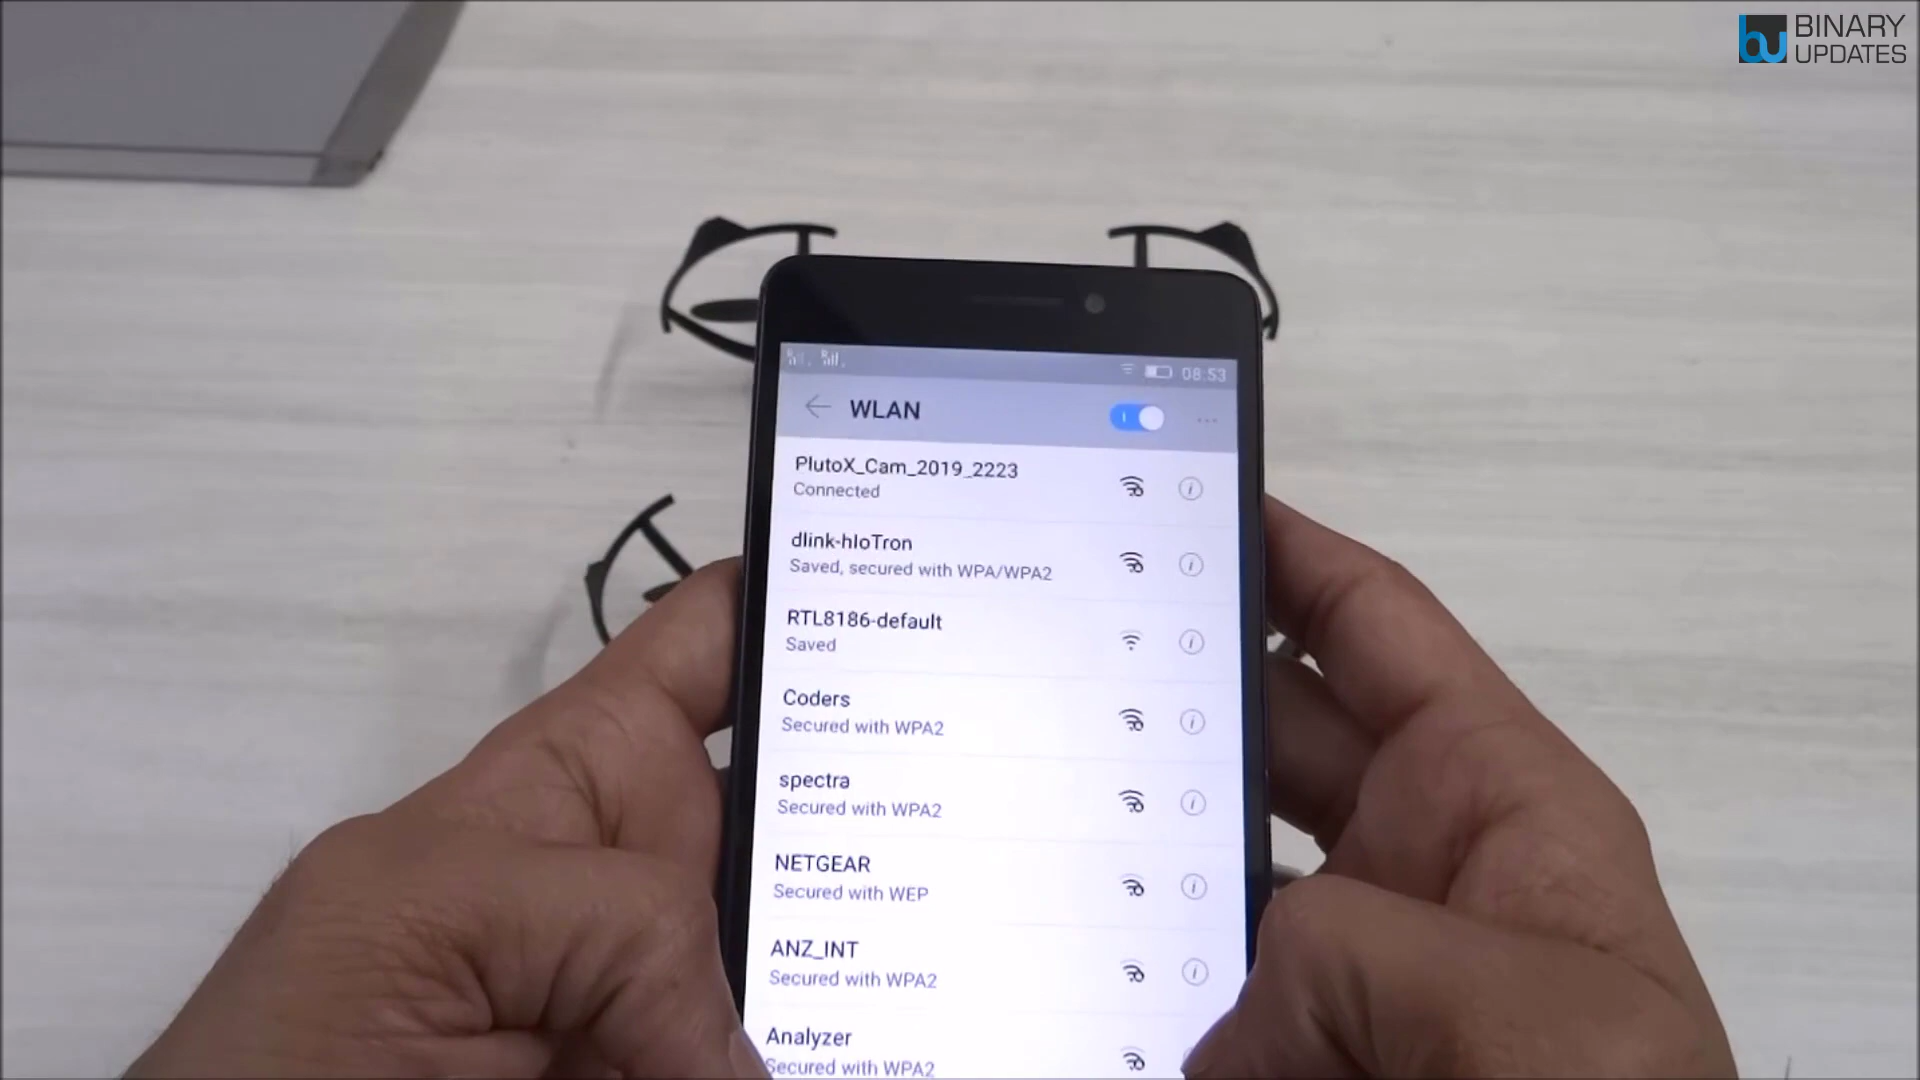 BINARY
UPDATES
08:53
WLAN
PlutoX_Cam_2019_2223
Connected
dlink-hIoTron
Saved, secured with WPA/WPA2
RTL8186-default
Saved
Coders
Secured with WPA2
spectra
Secured with WPA2
NETGEAR
Secured with WEP
ANZ_INT
Secured with WPA2
Analyzer
Secured with WPA2